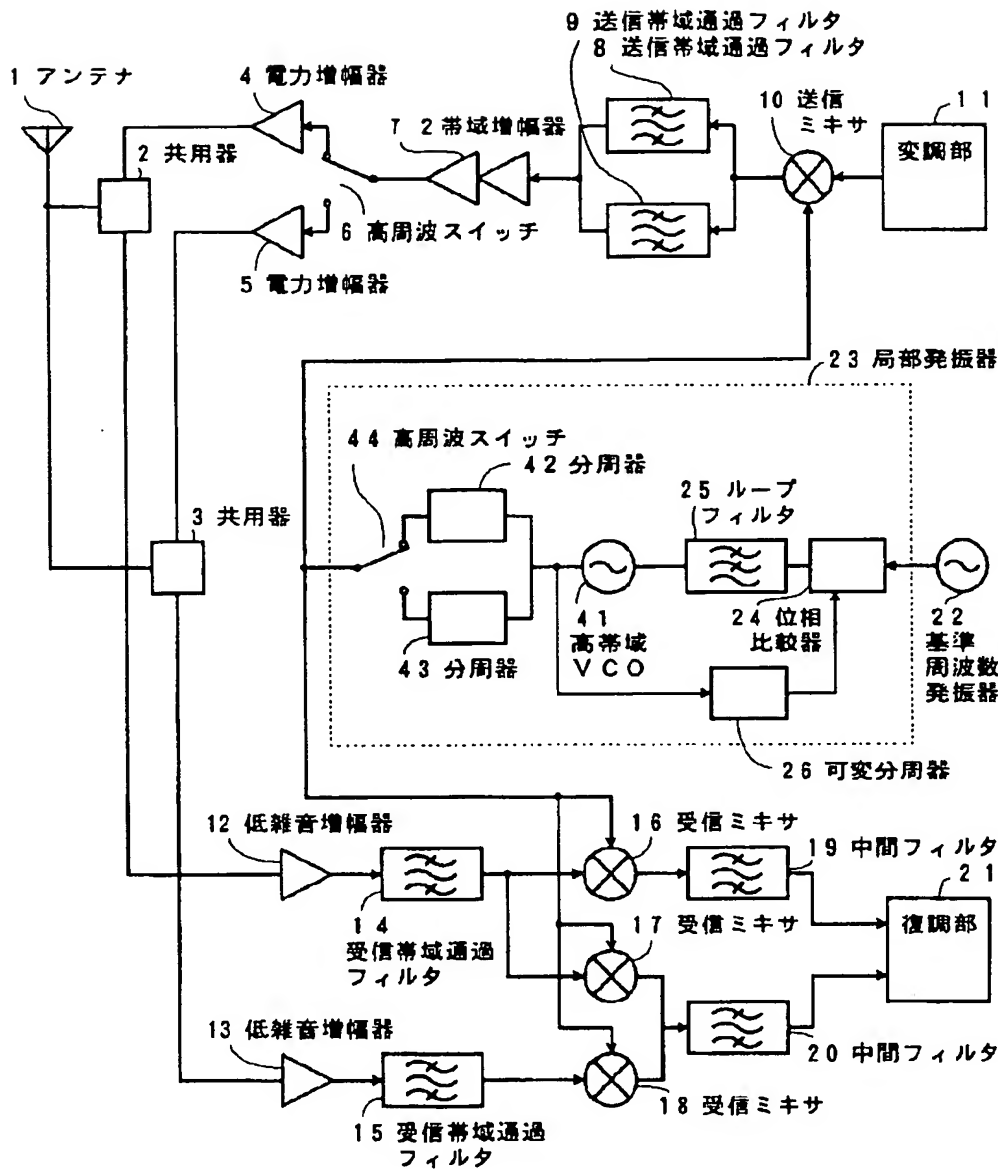 9 送信帯域通過フィルタ
8 送信帯域通過フィルタ
1 アンテナ
4 電力増幅器
7 2帯域増幅器
10 送信
ミキサ
11
変調部
2 共用器
6 高周波スイッチ
5 電力増幅器
23 局部発振器
44 高周波スイッチ
42 分周器
25 ループ
フィルタ
3 共用器
43 分周器
41
高帯域
VCO
24 位相
比較器
22
基準
周波数
発振器
26 可変分周器
12 低雑音増幅器
16 受信ミキサ
19 中間フィルタ
21
復調部
14
受信帯域通過
フィルタ
17 受信ミキサ
13 低雑音増幅器
20 中間フィルタ
18 受信ミキサ
15 受信帯域通過
フィルタ